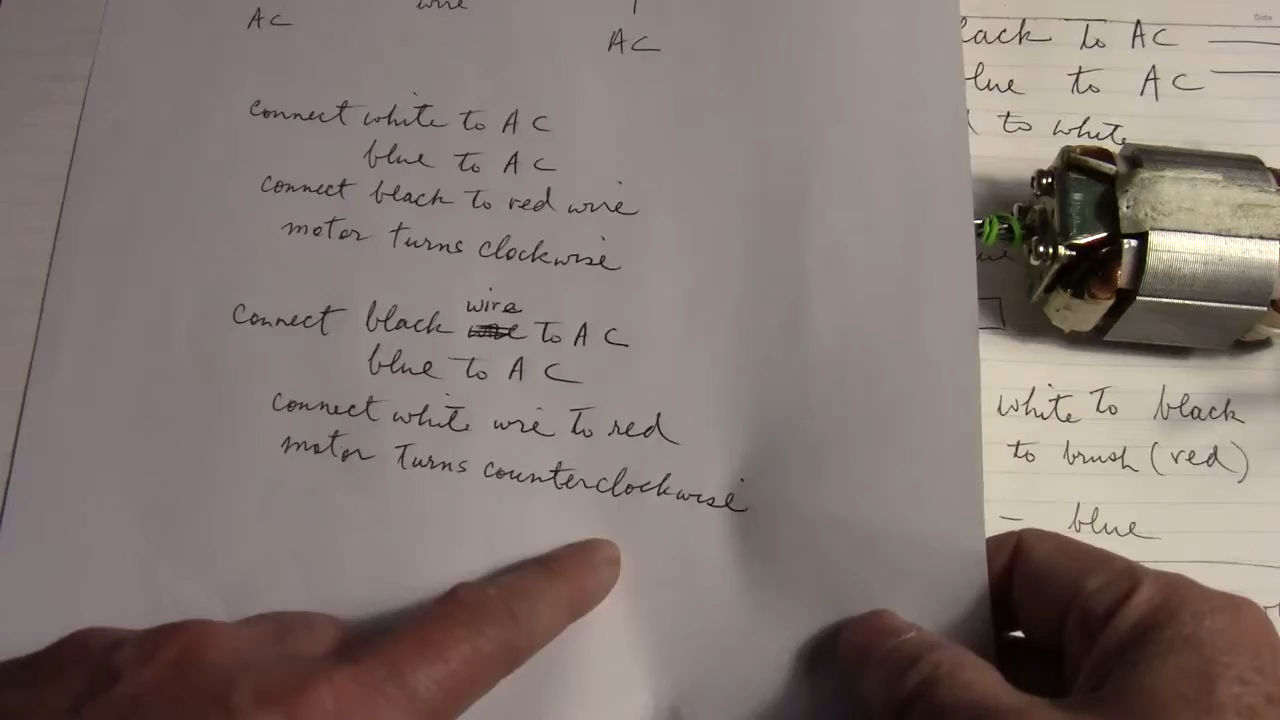 AC
wire
AC
connect white to AC
blue to AC
connect black to red wire
motor turns clockwise
connect black wire to AC
blue to AC
connect white wire to red
motor turns counterclockwise
Date
to AC
to AC
to white
white to black
to brush (red)
- blue